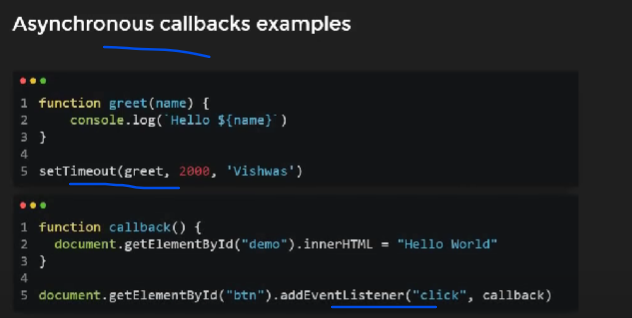 Asynchronous callbacks examples
1 function greet(name) {
2 console.log(`Hello ${name}`)
3 }
4
5 setTimeout(greet, 2000, 'Vishwas')
1 function callback() {
2 document.getElementById("demo").innerHTML = "Hello World"
3 }
4
5 document.getElementById("btn").addEventListener("click", callback)